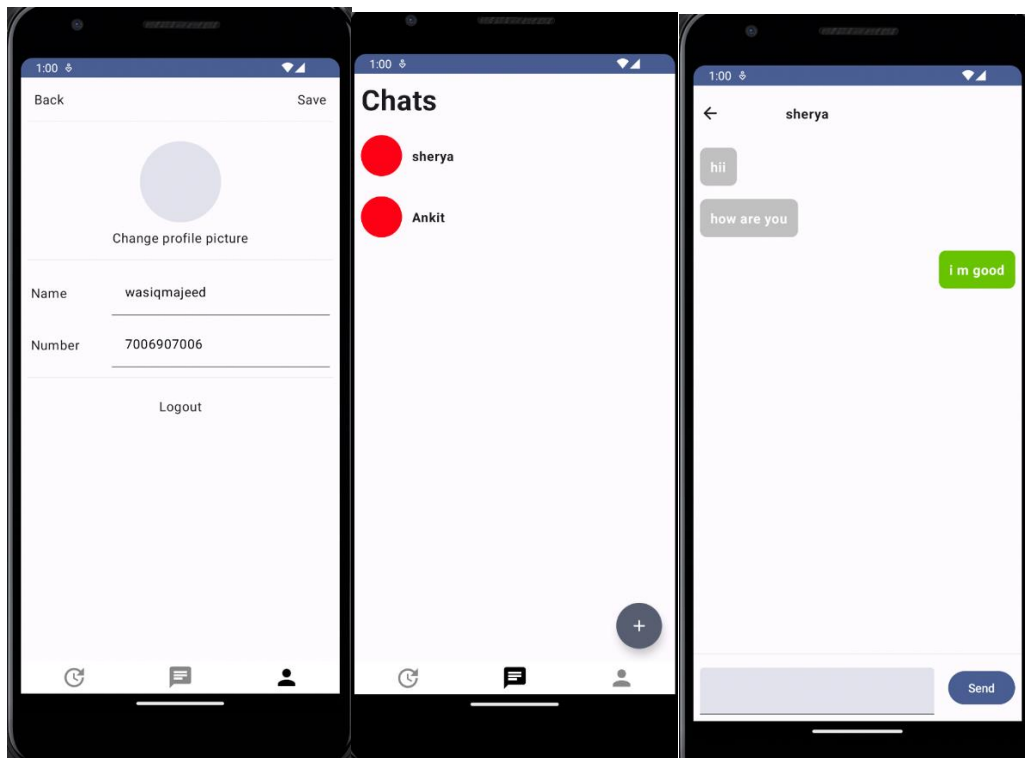 1:00
Back Save
Change profile picture
Name wasiqmajeed
Number 7006907006
Logout
1:00
Chats
sherya
Ankit
+
1:00
sherya
hii
how are you
i m good
Send